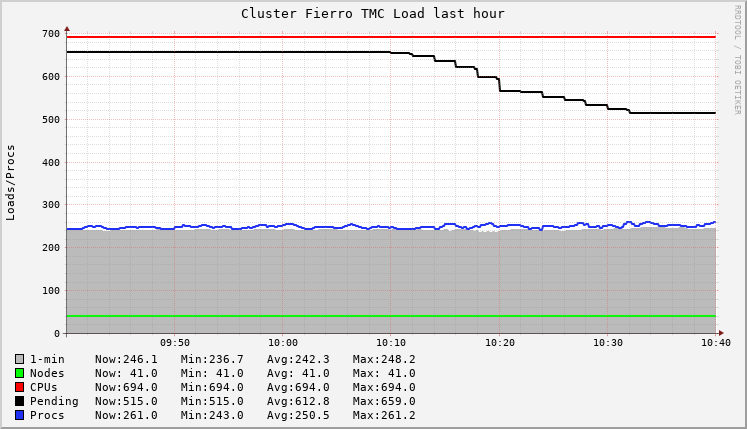 Cluster Fierro TMC Load last hour
RRDTOOL / TOBI OETIKER
Loads/Procs
700
600
500
400
300
200
100
0
09:50 10:00 10:10 10:20 10:30 10:40
1-min Now:246.1 Min:236.7 Avg:242.3 Max:248.2
Nodes Now: 41.0 Min: 41.0 Avg: 41.0 Max: 41.0
CPUs Now:694.0 Min:694.0 Avg:694.0 Max:694.0
Pending Now:515.0 Min:515.0 Avg:612.8 Max:659.0
Procs Now:261.0 Min:243.0 Avg:250.5 Max:261.2